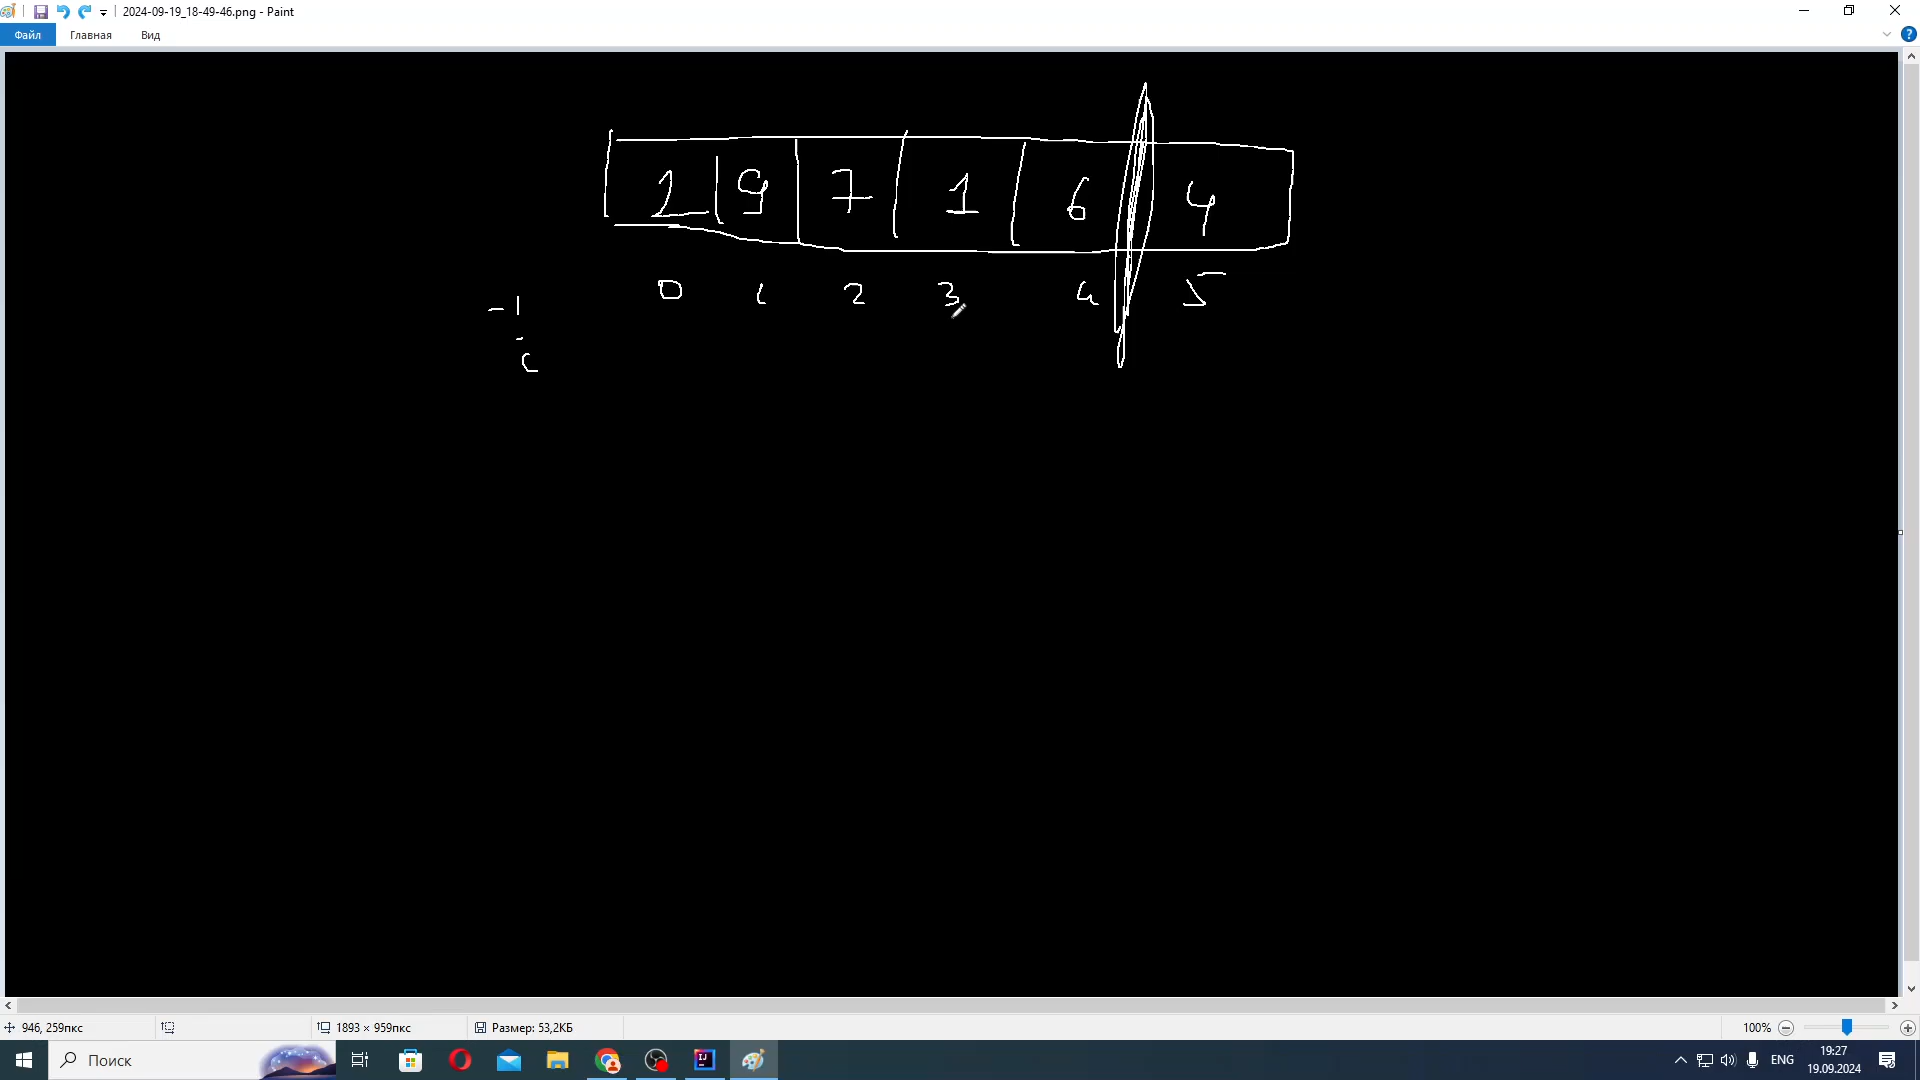 2024-09-19_18-49-46.png - Paint
Файл Главная Вид
2 9 7 1 6 4
0 1 2 3 4 5
-1
i
946, 259пкс 1893 × 959пкс Размер: 53,2КБ 100%
Поиск ENG 19:27
19.09.2024